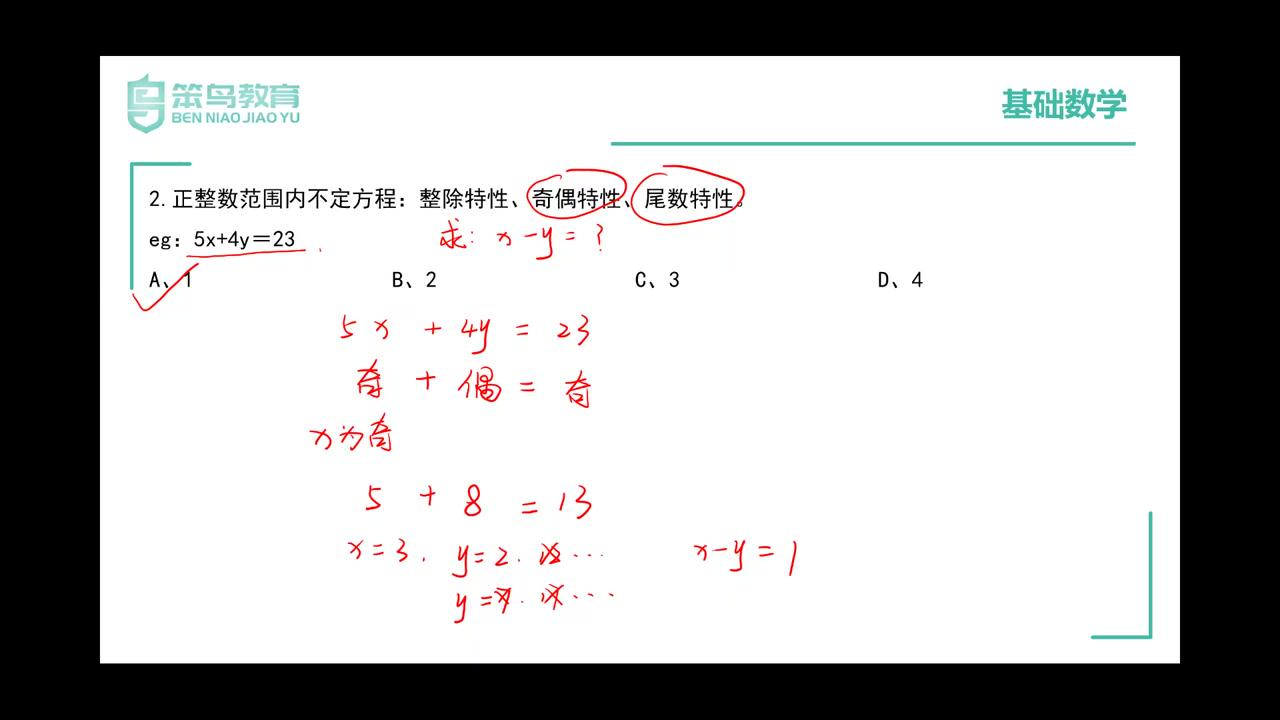 笨鸟教育
BEN NIAO JIAO YU
基础数学
2.正整数范围内不定方程：整除特性、奇偶特性、尾数特性。
eg：5x+4y＝23
求: x-y=?
A、1 B、2 C、3 D、4
5x + 4y = 23
奇 + 偶 = 奇
x为奇
5 + 8 = 13
x=3. y=2. ...
x-y=1
y= ...